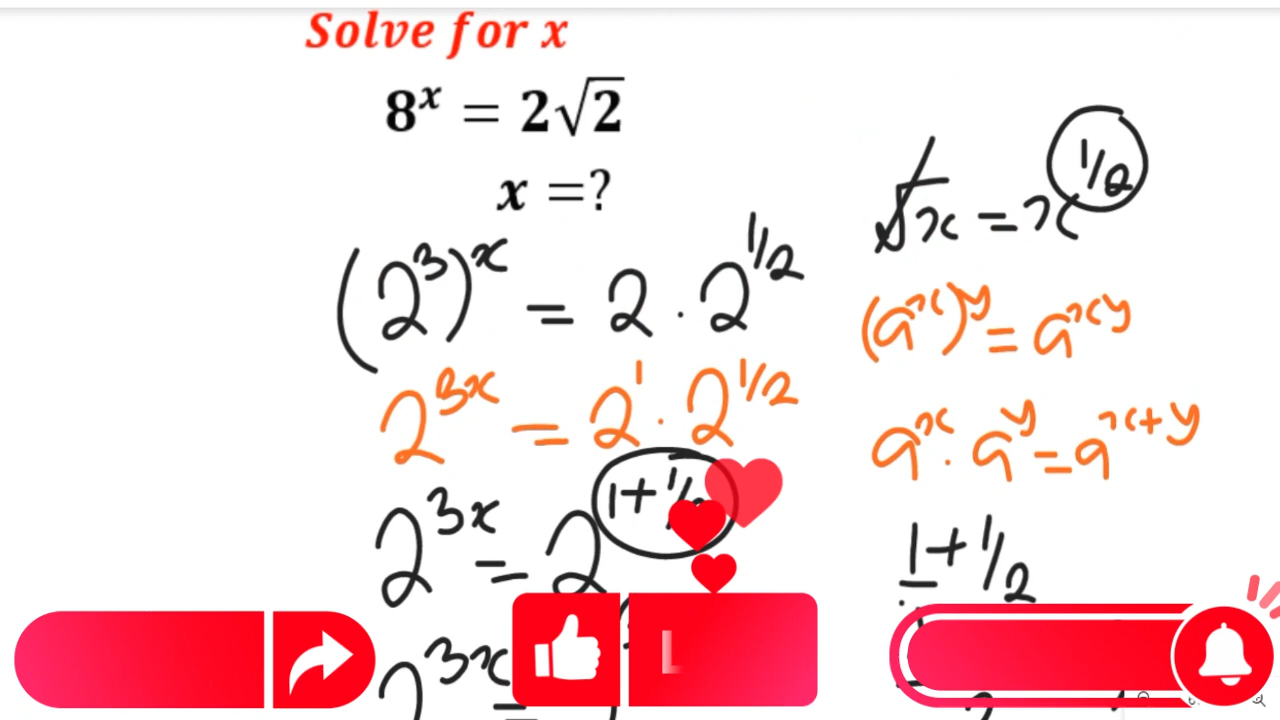 Solve for x
8^x = 2√2
x =?
(2^3)^x = 2 · 2^1/2
2^3x = 2^1 · 2^1/2
2^3x = 2^1+1/
2^3x =
√x = x^1/2
(a^x)^y = a^xy
a^x · a^y = a^x+y
1 + 1/2
L